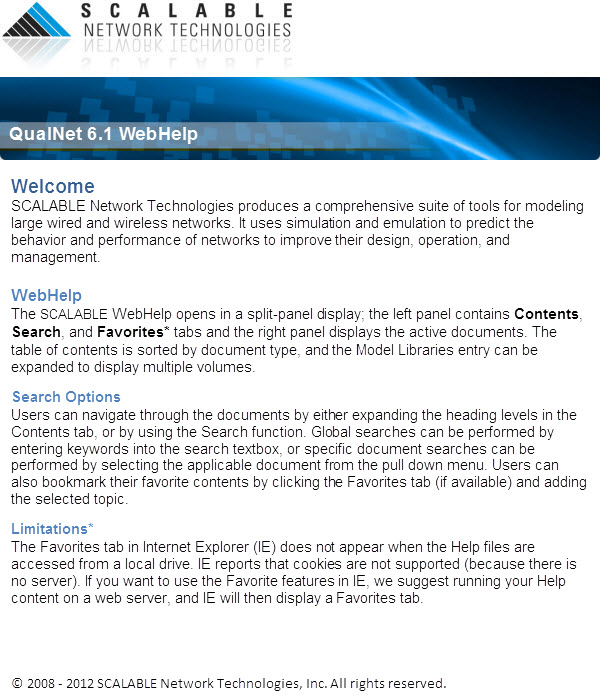 SCALABLE
NETWORK TECHNOLOGIES
QualNet 6.1 WebHelp
Welcome
SCALABLE Network Technologies produces a comprehensive suite of tools for modeling
large wired and wireless networks. It uses simulation and emulation to predict the
behavior and performance of networks to improve their design, operation, and
management.
WebHelp
The SCALABLE WebHelp opens in a split-panel display; the left panel contains Contents,
Search, and Favorites* tabs and the right panel displays the active documents. The
table of contents is sorted by document type, and the Model Libraries entry can be
expanded to display multiple volumes.
Search Options
Users can navigate through the documents by either expanding the heading levels in the
Contents tab, or by using the Search function. Global searches can be performed by
entering keywords into the search textbox, or specific document searches can be
performed by selecting the applicable document from the pull down menu. Users can
also bookmark their favorite contents by clicking the Favorites tab (if available) and adding
the selected topic.
Limitations*
The Favorites tab in Internet Explorer (IE) does not appear when the Help files are
accessed from a local drive. IE reports that cookies are not supported (because there is
no server). If you want to use the Favorite features in IE, we suggest running your Help
content on a web server, and IE will then display a Favorites tab.
© 2008 - 2012 SCALABLE Network Technologies, Inc. All rights reserved.